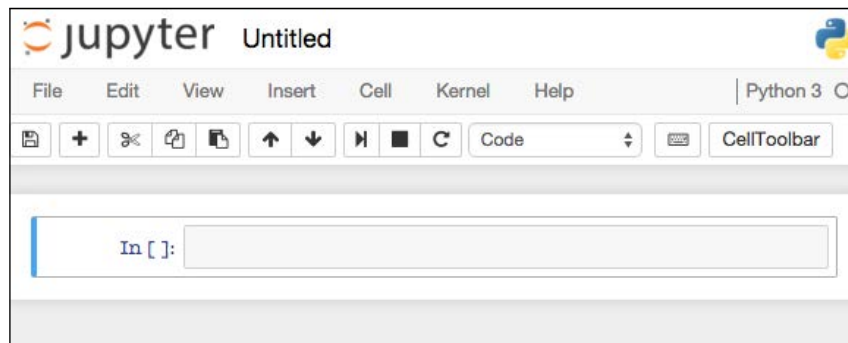 jupyter Untitled
File Edit View Insert Cell Kernel Help Python 3
Code CellToolbar
In [ ]: